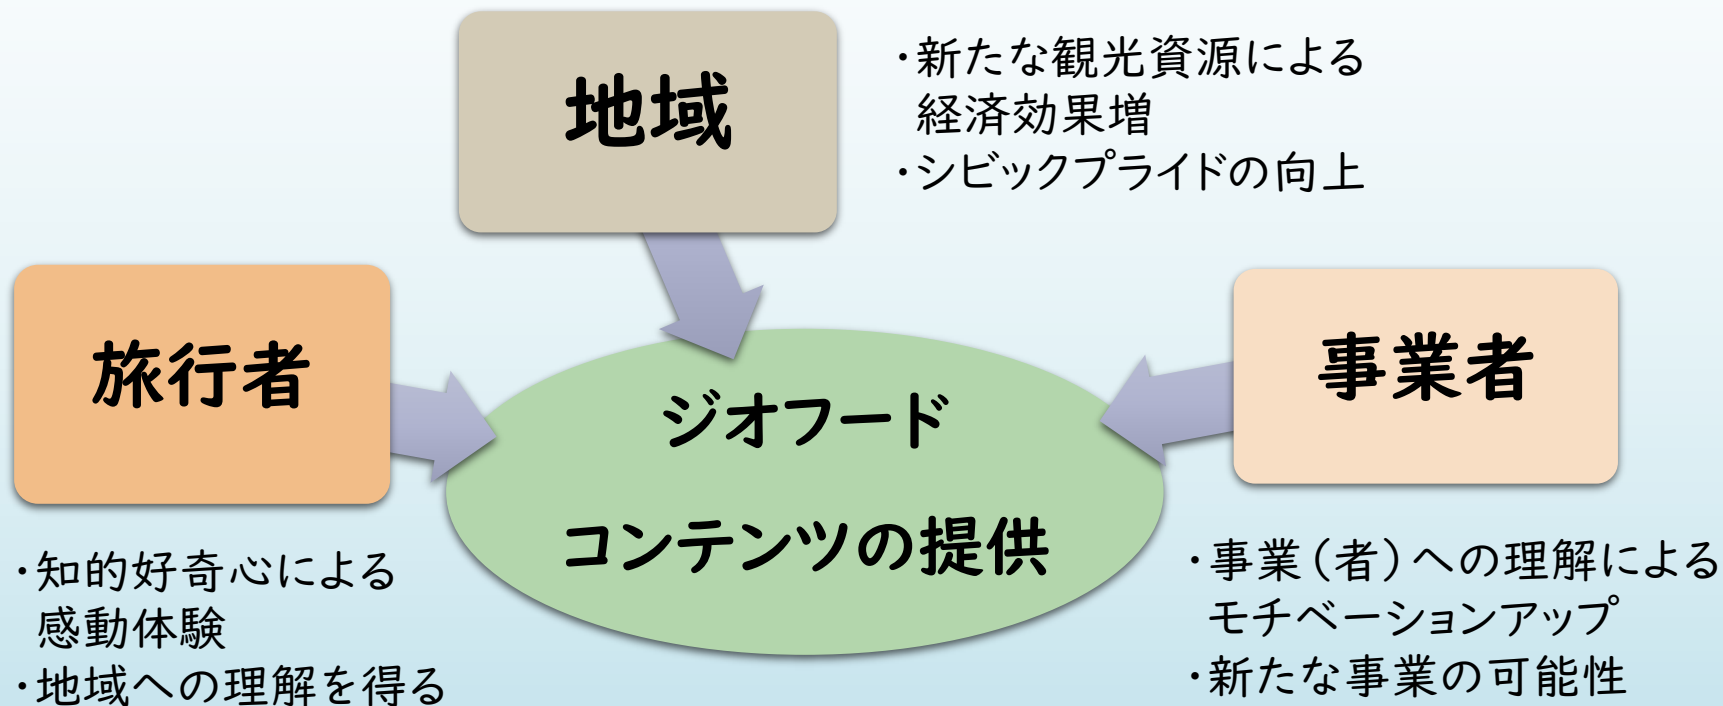 地域
・新たな観光資源による
経済効果増
・シビックプライドの向上
旅行者
・知的好奇心による
感動体験
・地域への理解を得る
ジオフード
コンテンツの提供
事業者
・事業(者)への理解による
モチベーションアップ
・新たな事業の可能性